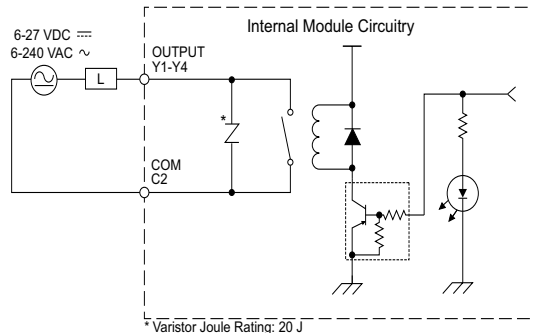 Internal Module Circuitry
6-27 VDC ⎓
6-240 VAC ∼
L
OUTPUT
Y1-Y4
*
COM
C2
* Varistor Joule Rating: 20 J